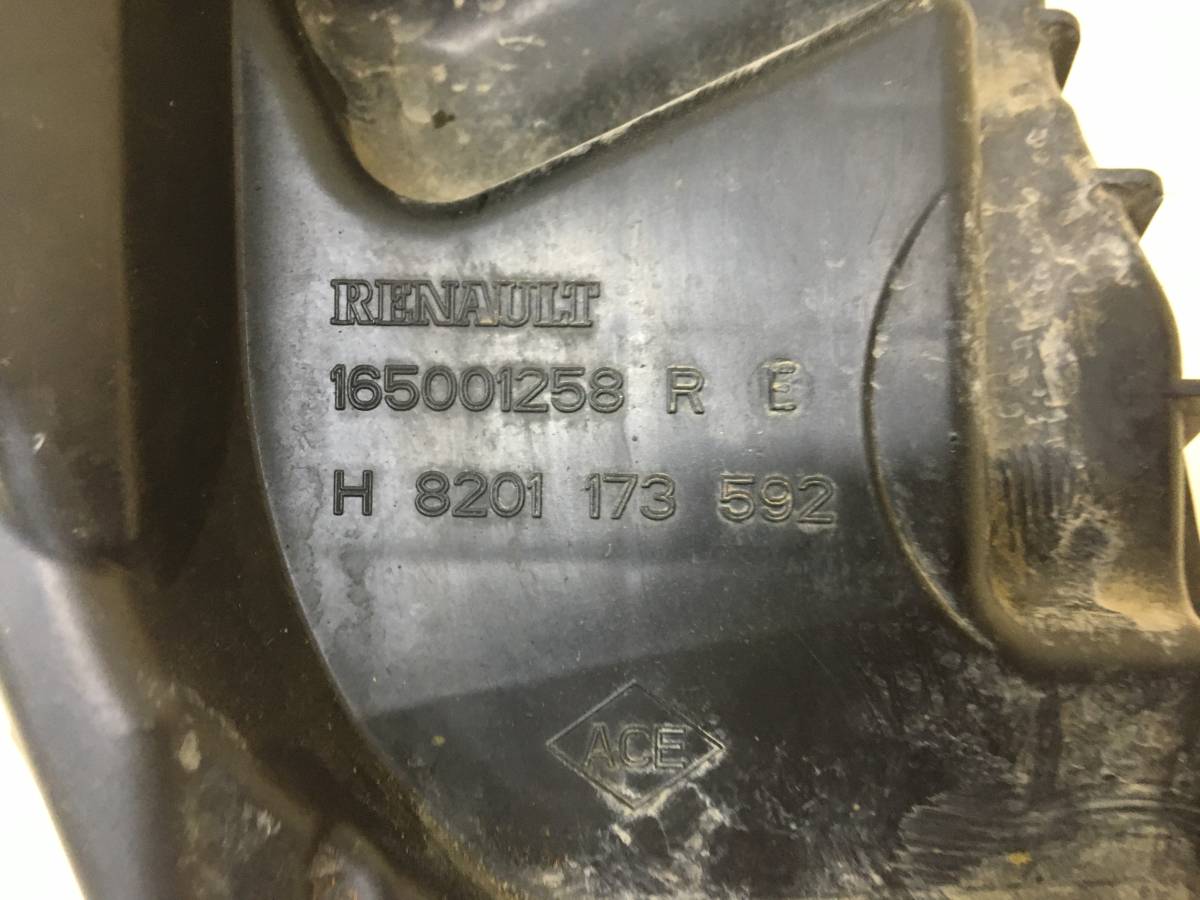 RENAULT
165001258 R E
H 8201 173 592
ACE